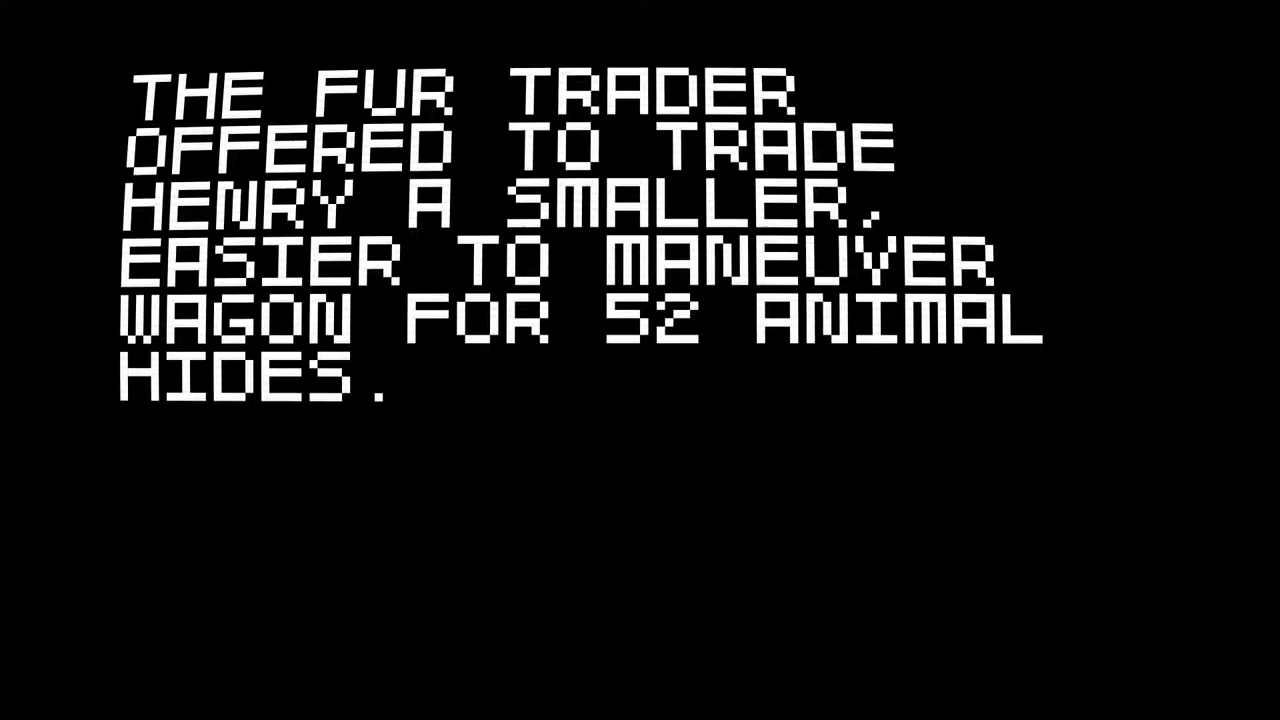 THE FUR TRADER
OFFERED TO TRADE
HENRY A SMALLER,
EASIER TO MANEUVER
WAGON FOR 52 ANIMAL
HIDES.